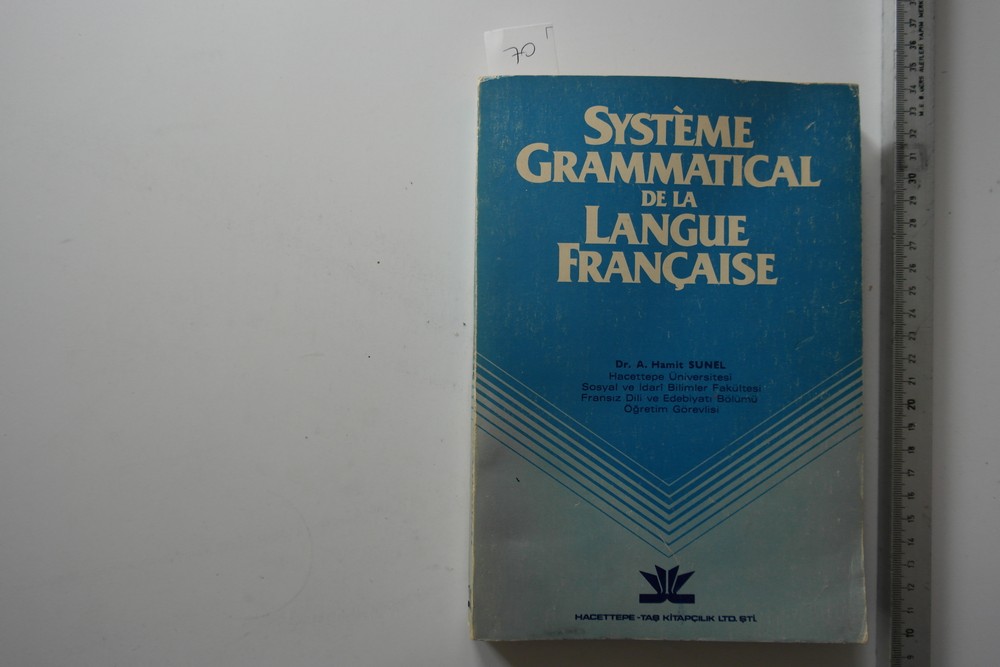 70
SYSTÈME
GRAMMATICAL
DE LA
LANGUE
FRANÇAISE
Dr. A. Hamit SUNEL
Hacettepe Üniversitesi
Sosyal ve İdarî Bilimler Fakültesi
Fransız Dili ve Edebiyatı Bölümü
Öğretim Görevlisi
HACETTEPE-TAŞ KİTAPÇILIK LTD. ŞTİ.